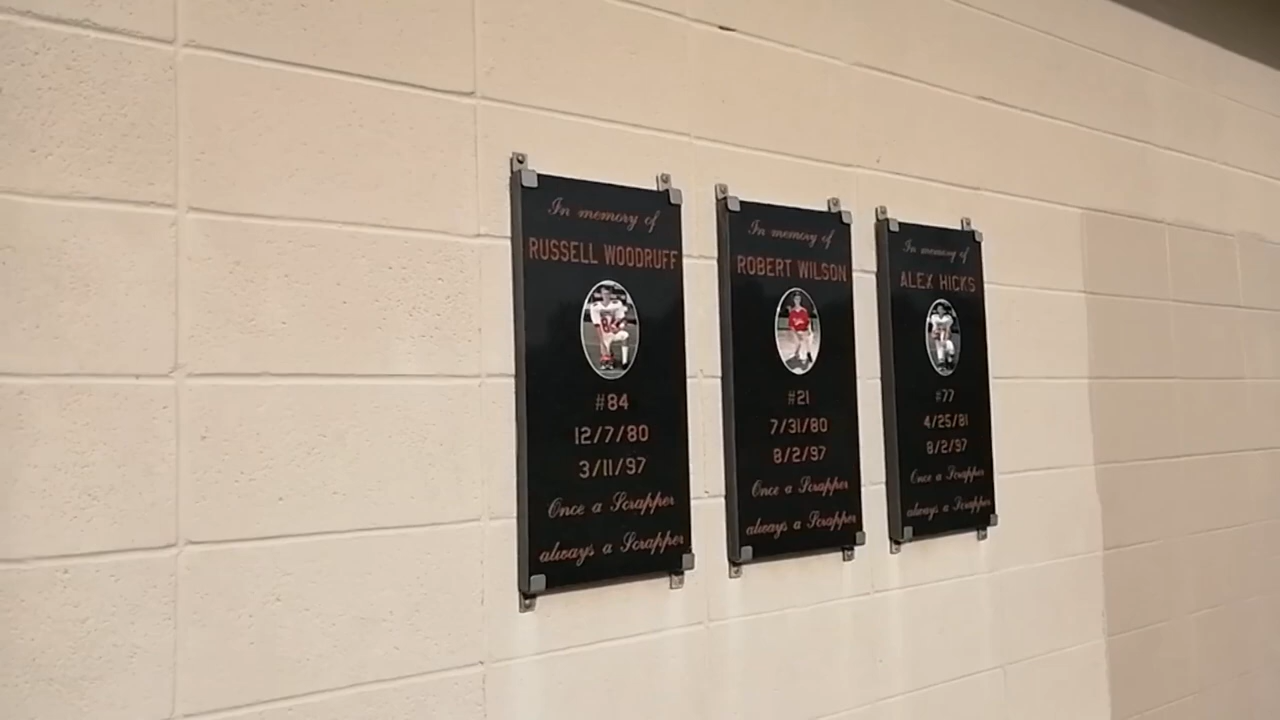 In memory of
RUSSELL WOODRUFF
#84
12/7/80
3/11/97
Once a Scrapper
always a Scrapper
In memory of
ROBERT WILSON
#21
7/31/80
8/2/97
Once a Scrapper
always a Scrapper
In memory of
ALEX HICKS
#77
4/25/81
8/2/97
Once a Scrapper
always a Scrapper